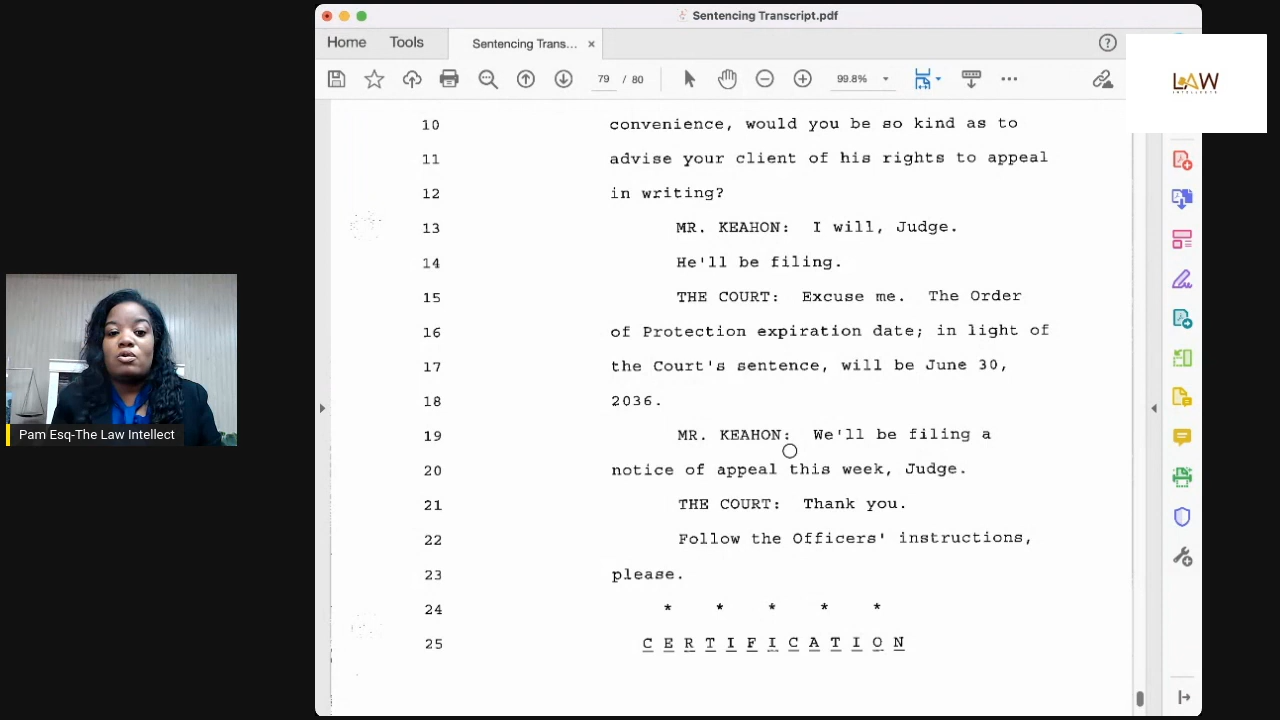 Sentencing Transcript.pdf
Home Tools Sentencing Trans... ×
79 / 80 99.8%
LAW
INTELLECT
10 convenience, would you be so kind as to
11 advise your client of his rights to appeal
12 in writing?
13 MR. KEAHON: I will, Judge.
14 He'll be filing.
15 THE COURT: Excuse me. The Order
16 of Protection expiration date; in light of
17 the Court's sentence, will be June 30,
18 2036.
19 MR. KEAHON: We'll be filing a
20 notice of appeal this week, Judge.
21 THE COURT: Thank you.
22 Follow the Officers' instructions,
23 please.
24 * * * * *
25 C E R T I F I C A T I O N
Pam Esq-The Law Intellect